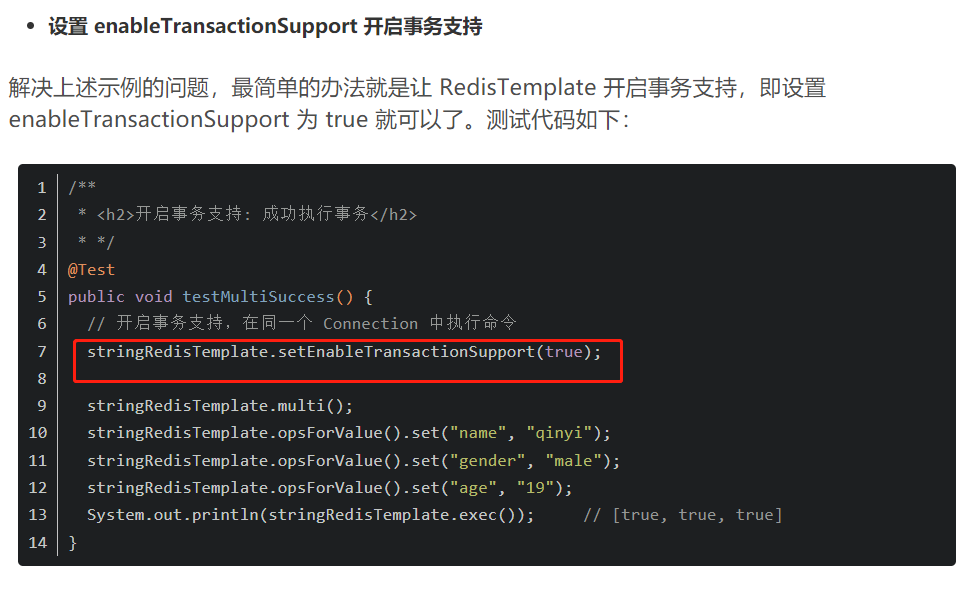 • 设置 enableTransactionSupport 开启事务支持
解决上述示例的问题，最简单的办法就是让 RedisTemplate 开启事务支持，即设置
enableTransactionSupport 为 true 就可以了。测试代码如下：
1 /**
2  * <h2>开启事务支持: 成功执行事务</h2>
3  * */
4 @Test
5 public void testMultiSuccess() {
6   // 开启事务支持，在同一个 Connection 中执行命令
7   stringRedisTemplate.setEnableTransactionSupport(true);
8
9   stringRedisTemplate.multi();
10   stringRedisTemplate.opsForValue().set("name", "qinyi");
11   stringRedisTemplate.opsForValue().set("gender", "male");
12   stringRedisTemplate.opsForValue().set("age", "19");
13   System.out.println(stringRedisTemplate.exec());     // [true, true, true]
14 }